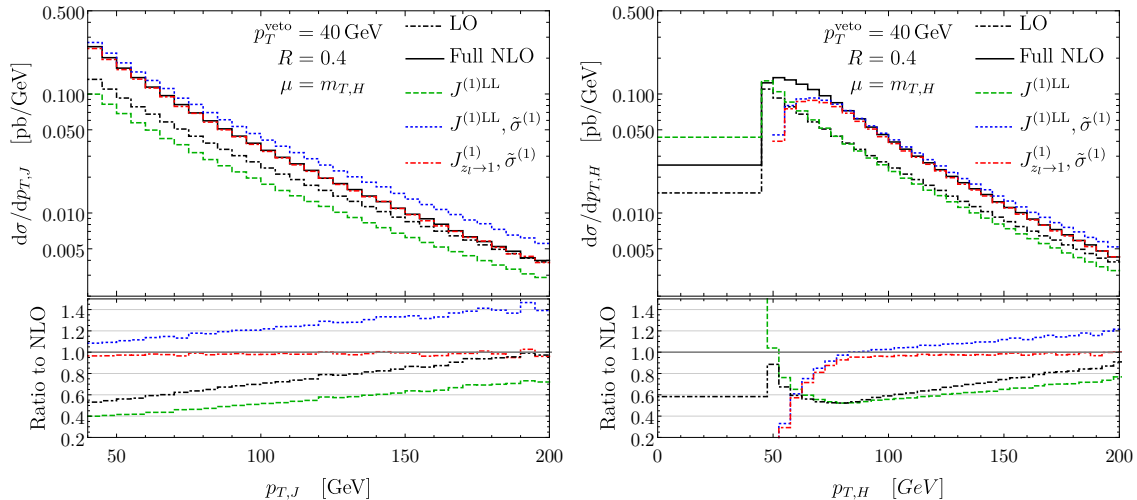 0.500
0.100
0.050
0.010
0.005
dσ/dp_{T,J} [pb/GeV]
p_T^{veto} = 40 GeV
R = 0.4
μ = m_{T,H}
LO
Full NLO
J^{(1)LL}
J^{(1)LL}, σ̃^{(1)}
J^{(1)}_{z_l→1}, σ̃^{(1)}
1.4
1.2
1.0
0.8
0.6
0.4
0.2
Ratio to NLO
50 100 150 200
p_{T,J} [GeV]
0.500
0.100
0.050
0.010
0.005
dσ/dp_{T,H} [pb/GeV]
p_T^{veto} = 40 GeV
R = 0.4
μ = m_{T,H}
LO
Full NLO
J^{(1)LL}
J^{(1)LL}, σ̃^{(1)}
J^{(1)}_{z_l→1}, σ̃^{(1)}
1.4
1.2
1.0
0.8
0.6
0.4
0.2
Ratio to NLO
0 50 100 150 200
p_{T,H} [GeV]